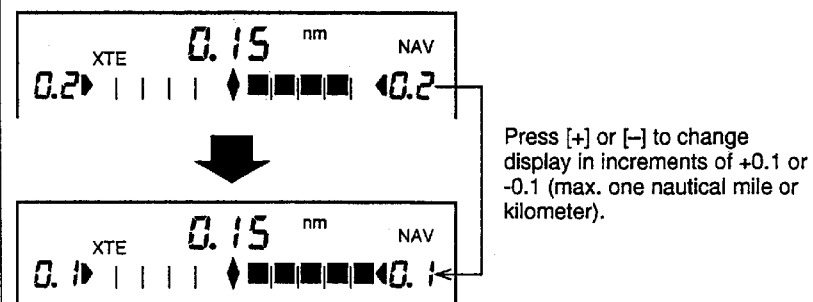 0.15 nm
XTE NAV
0.2 0.2
Press [+] or [–] to change
display in increments of +0.1 or
-0.1 (max. one nautical mile or
kilometer).
0.15 nm
XTE NAV
0.1 0.1